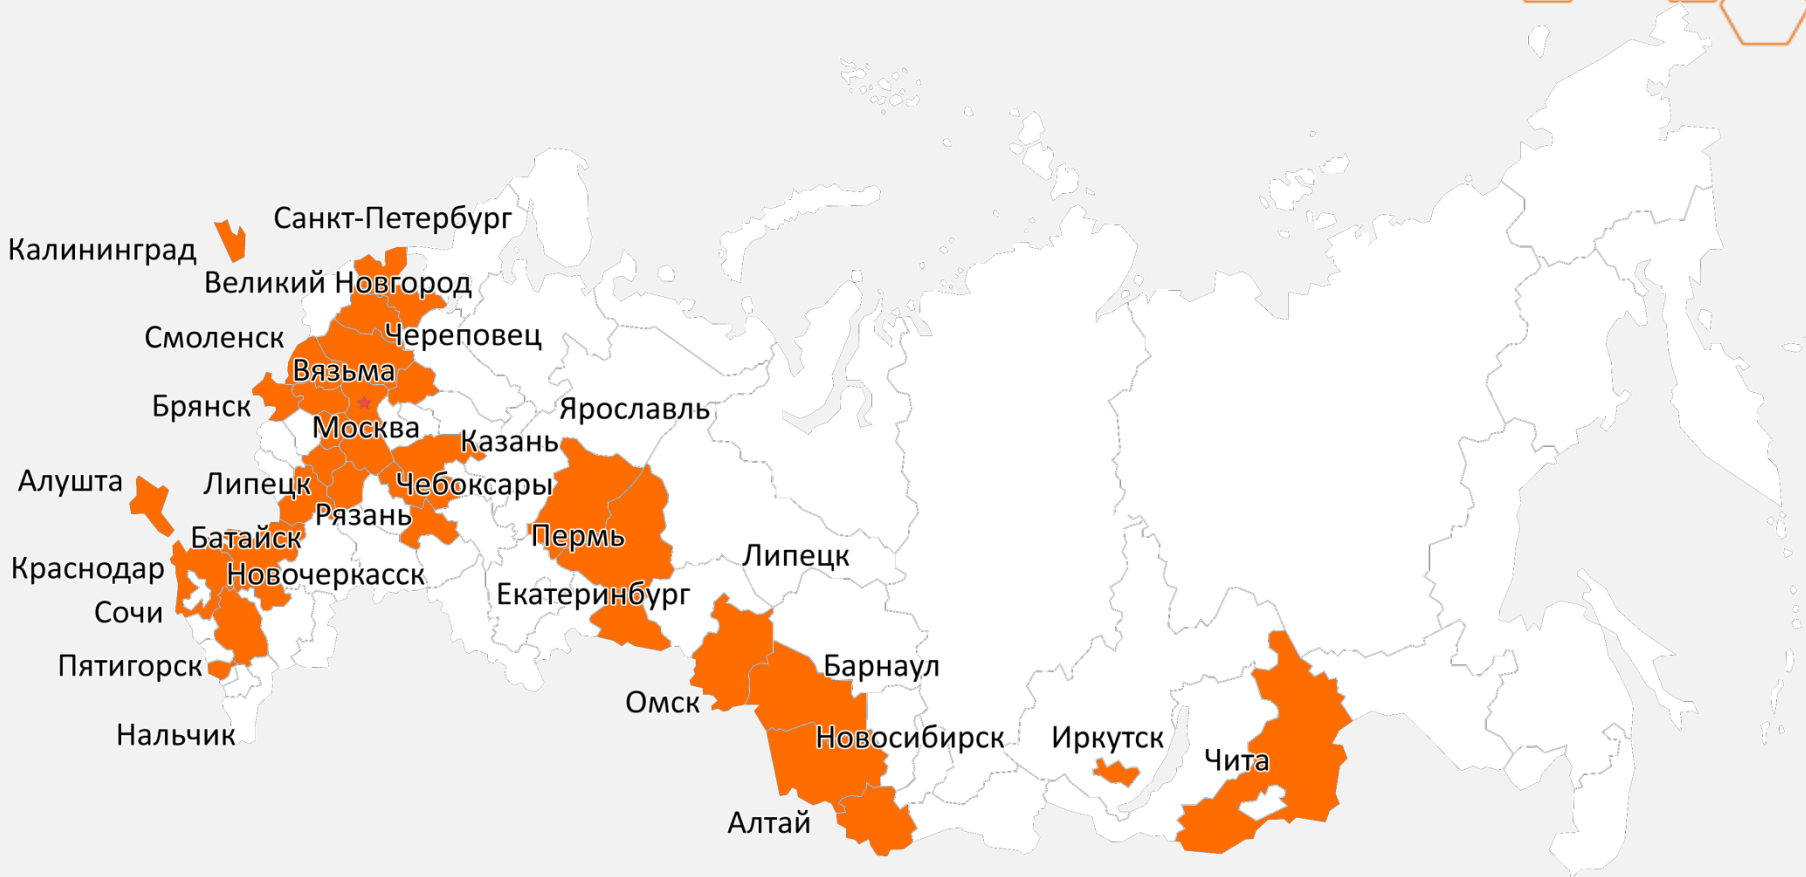 Санкт-Петербург
Калининград
Великий Новгород
Смоленск
Череповец
Вязьма
Брянск
Ярославль
Москва
Казань
Алушта
Липецк
Чебоксары
Рязань
Батайск
Пермь
Липецк
Краснодар
Новочеркасск
Екатеринбург
Сочи
Пятигорск
Барнаул
Омск
Нальчик
Новосибирск
Иркутск
Чита
Алтай